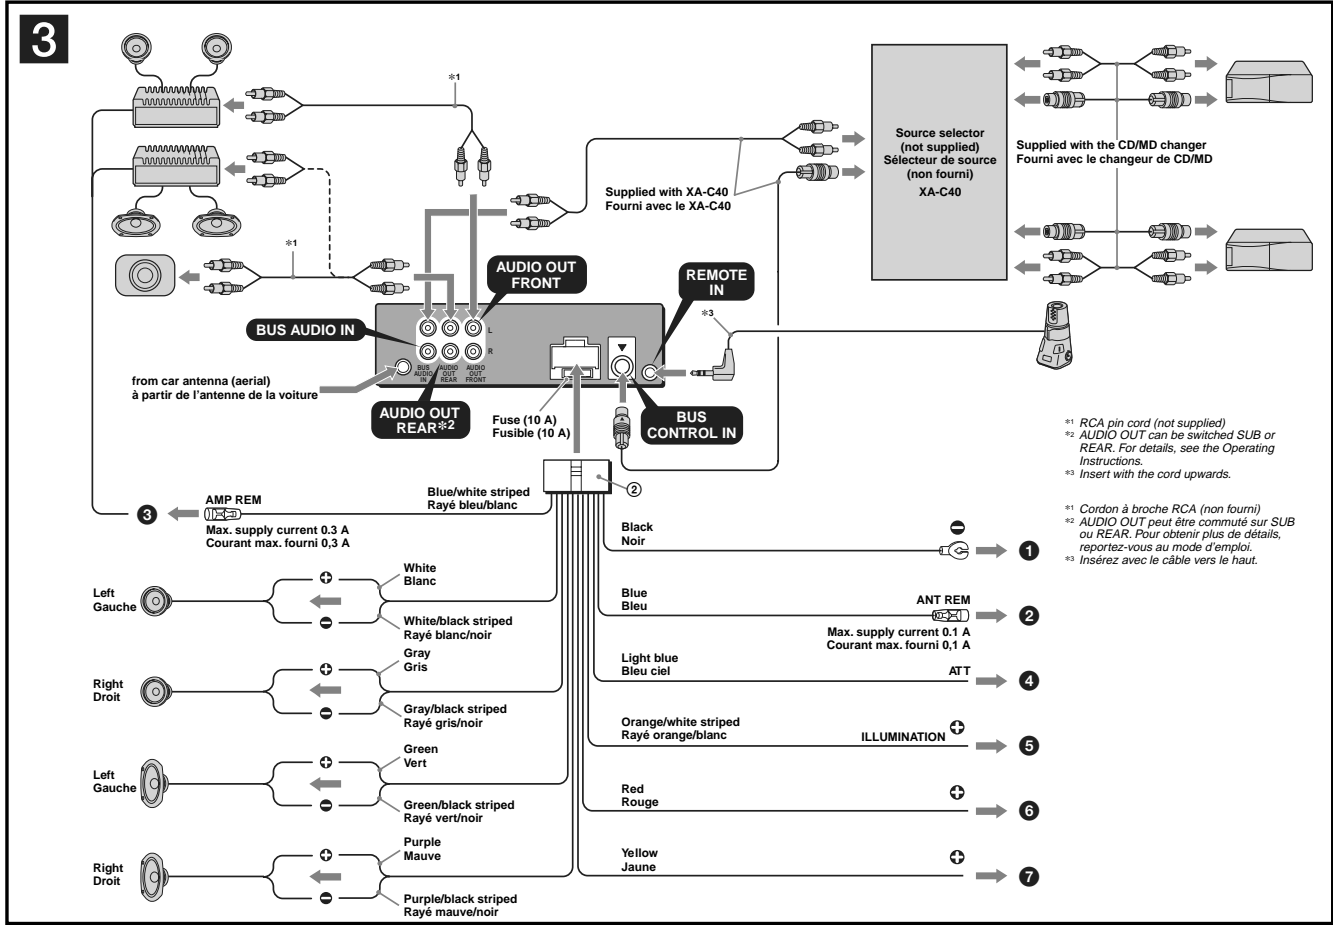 3
*1
Source selector
(not supplied)
Sélecteur de source
(non fourni)
XA-C40
Supplied with the CD/MD changer
Fourni avec le changeur de CD/MD
Supplied with XA-C40
Fourni avec le XA-C40
*1
AUDIO OUT
FRONT
REMOTE
IN
BUS AUDIO IN
*3
L
R
BUS
AUDIO
IN
AUDIO
OUT
REAR
AUDIO
OUT
FRONT
from car antenna (aerial)
à partir de l'antenne de la voiture
AUDIO OUT
REAR*2
Fuse (10 A)
Fusible (10 A)
BUS
CONTROL IN
*1 RCA pin cord (not supplied)
*2 AUDIO OUT can be switched SUB or
REAR. For details, see the Operating
Instructions.
*3 Insert with the cord upwards.
*1 Cordon à broche RCA (non fourni)
*2 AUDIO OUT peut être commuté sur SUB
ou REAR. Pour obtenir plus de détails,
reportez-vous au mode d'emploi.
*3 Insérez avec le câble vers le haut.
2
AMP REM
Blue/white striped
Rayé bleu/blanc
3
Max. supply current 0.3 A
Courant max. fourni 0,3 A
Black
Noir
1
White
Blanc
Left
Gauche
White/black striped
Rayé blanc/noir
Blue
Bleu
ANT REM
2
Max. supply current 0.1 A
Courant max. fourni 0,1 A
Gray
Gris
Right
Droit
Gray/black striped
Rayé gris/noir
Light blue
Bleu ciel
ATT
4
Orange/white striped
Rayé orange/blanc
ILLUMINATION
5
Green
Vert
Left
Gauche
Green/black striped
Rayé vert/noir
Red
Rouge
6
Purple
Mauve
Right
Droit
Purple/black striped
Rayé mauve/noir
Yellow
Jaune
7